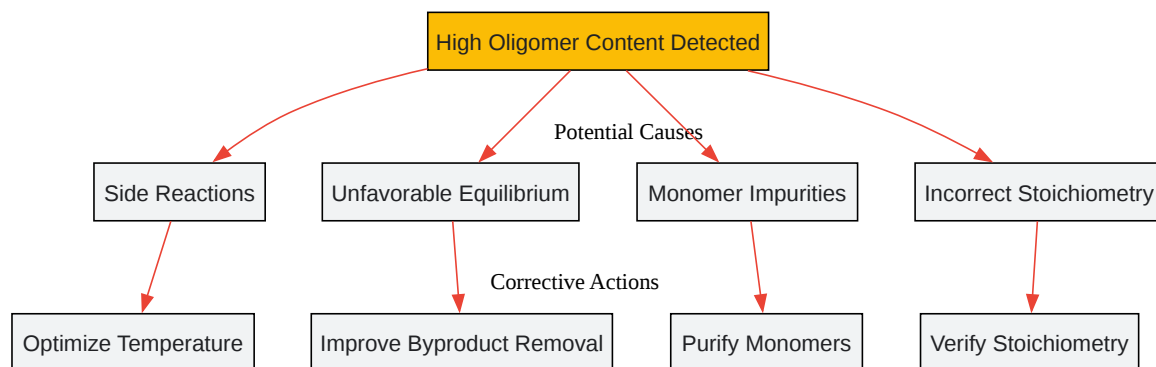 High Oligomer Content Detected
Potential Causes
Side Reactions
Unfavorable Equilibrium
Monomer Impurities
Incorrect Stoichiometry
Corrective Actions
Optimize Temperature
Improve Byproduct Removal
Purify Monomers
Verify Stoichiometry